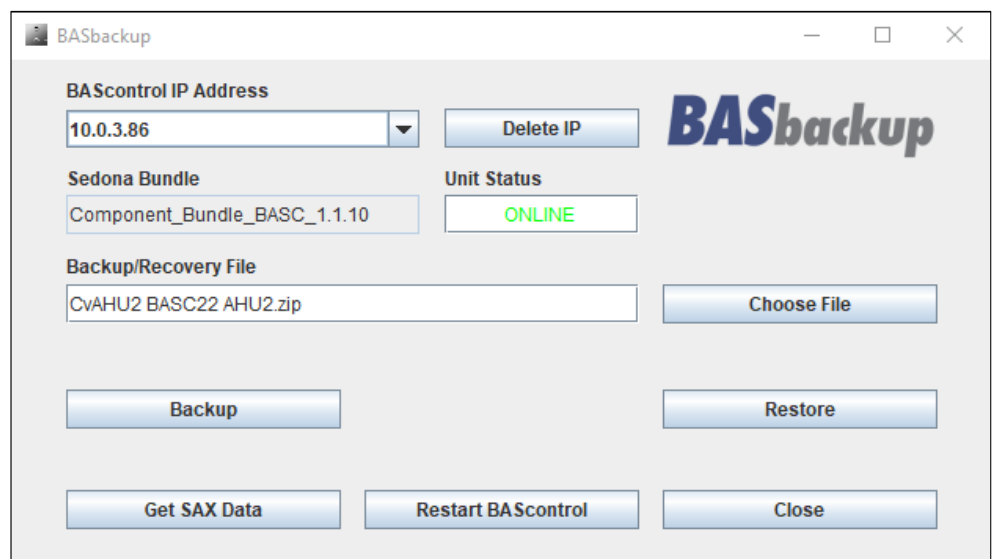 BASbackup
BAScontrol IP Address
10.0.3.86
Delete IP
BASbackup
Sedona Bundle
Unit Status
Component_Bundle_BASC_1.1.10
ONLINE
Backup/Recovery File
CvAHU2 BASC22 AHU2.zip
Choose File
Backup
Restore
Get SAX Data
Restart BAScontrol
Close